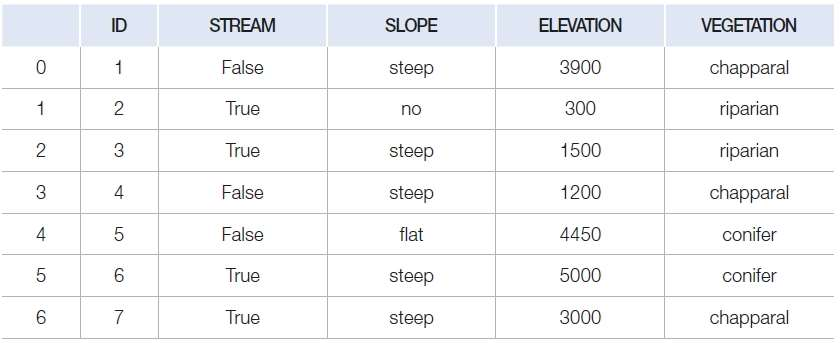 ID STREAM SLOPE ELEVATION VEGETATION
0 1 False steep 3900 chapparal
1 2 True no 300 riparian
2 3 True steep 1500 riparian
3 4 False steep 1200 chapparal
4 5 False flat 4450 conifer
5 6 True steep 5000 conifer
6 7 True steep 3000 chapparal